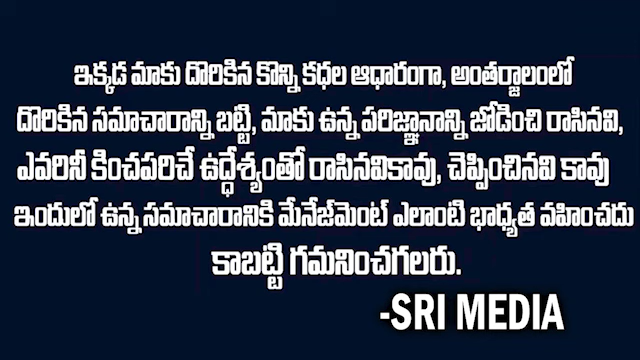 ఇక్కడ మాకు దొరికిన కొన్ని కధల ఆధారంగా, అంతర్జాలంలో
దొరికిన సమాచారాన్ని బట్టి, మాకు ఉన్న పరిజ్ఞానాన్ని జోడించి రాసినవి,
ఎవరినీ కించపరిచే ఉద్ధేశ్యంతో రాసినవికావు, చెప్పించినవి కావు
ఇందులో ఉన్న సమాచారానికి మేనేజ్‌మెంట్ ఎలాంటి భాధ్యత వహించదు
కాబట్టి గమనించగలరు.
-SRI MEDIA